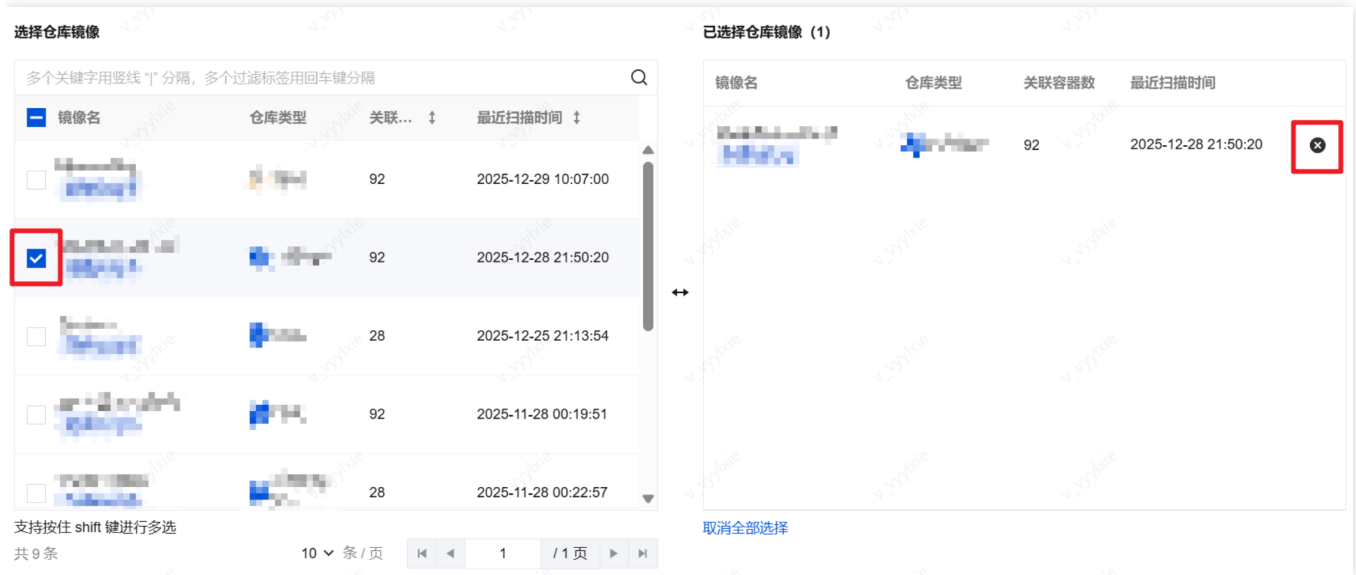 选择仓库镜像
多个关键字用竖线 “|” 分隔，多个过滤标签用回车键分隔
镜像名 仓库类型 关联... 最近扫描时间
92 2025-12-29 10:07:00
92 2025-12-28 21:50:20
28 2025-12-25 21:13:54
92 2025-11-28 00:19:51
28 2025-11-28 00:22:57
支持按住 shift 键进行多选
共 9 条 10 条 / 页 1 / 1 页
已选择仓库镜像（1）
镜像名 仓库类型 关联容器数 最近扫描时间
92 2025-12-28 21:50:20
取消全部选择
v_vyylxie